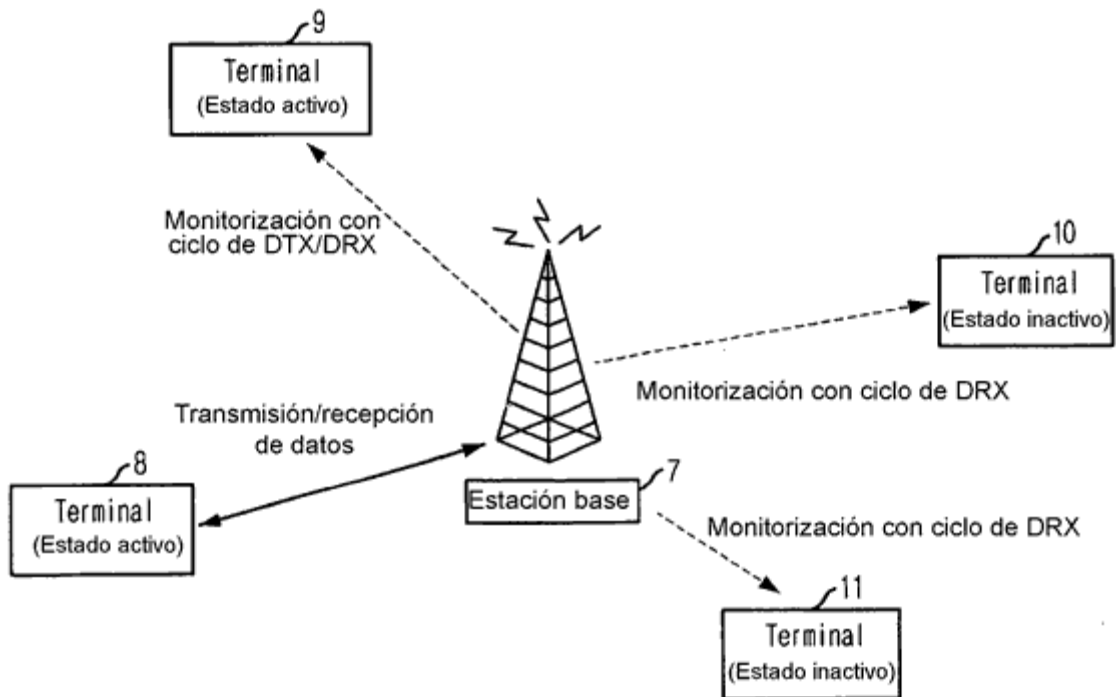 9
Terminal
(Estado activo)
Monitorización con
ciclo de DTX/DRX
10
Terminal
(Estado inactivo)
Monitorización con ciclo de DRX
Transmisión/recepción
de datos
8
Terminal
(Estado activo)
7
Estación base
Monitorización con ciclo de DRX
11
Terminal
(Estado inactivo)